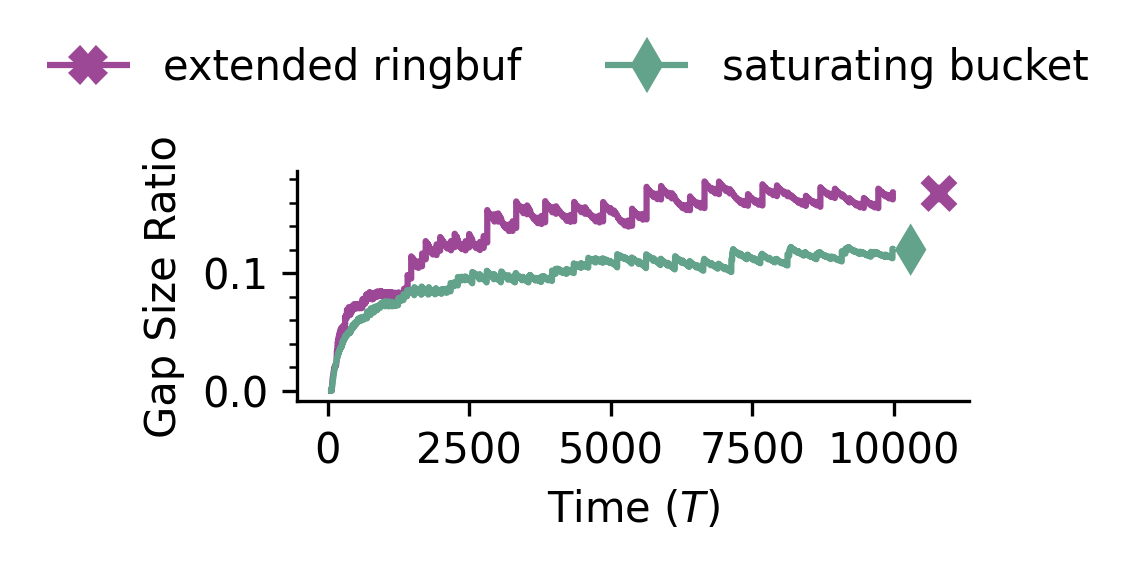 extended ringbuf saturating bucket
Gap Size Ratio
0.1
0.0
0 2500 5000 7500 10000
Time (T)